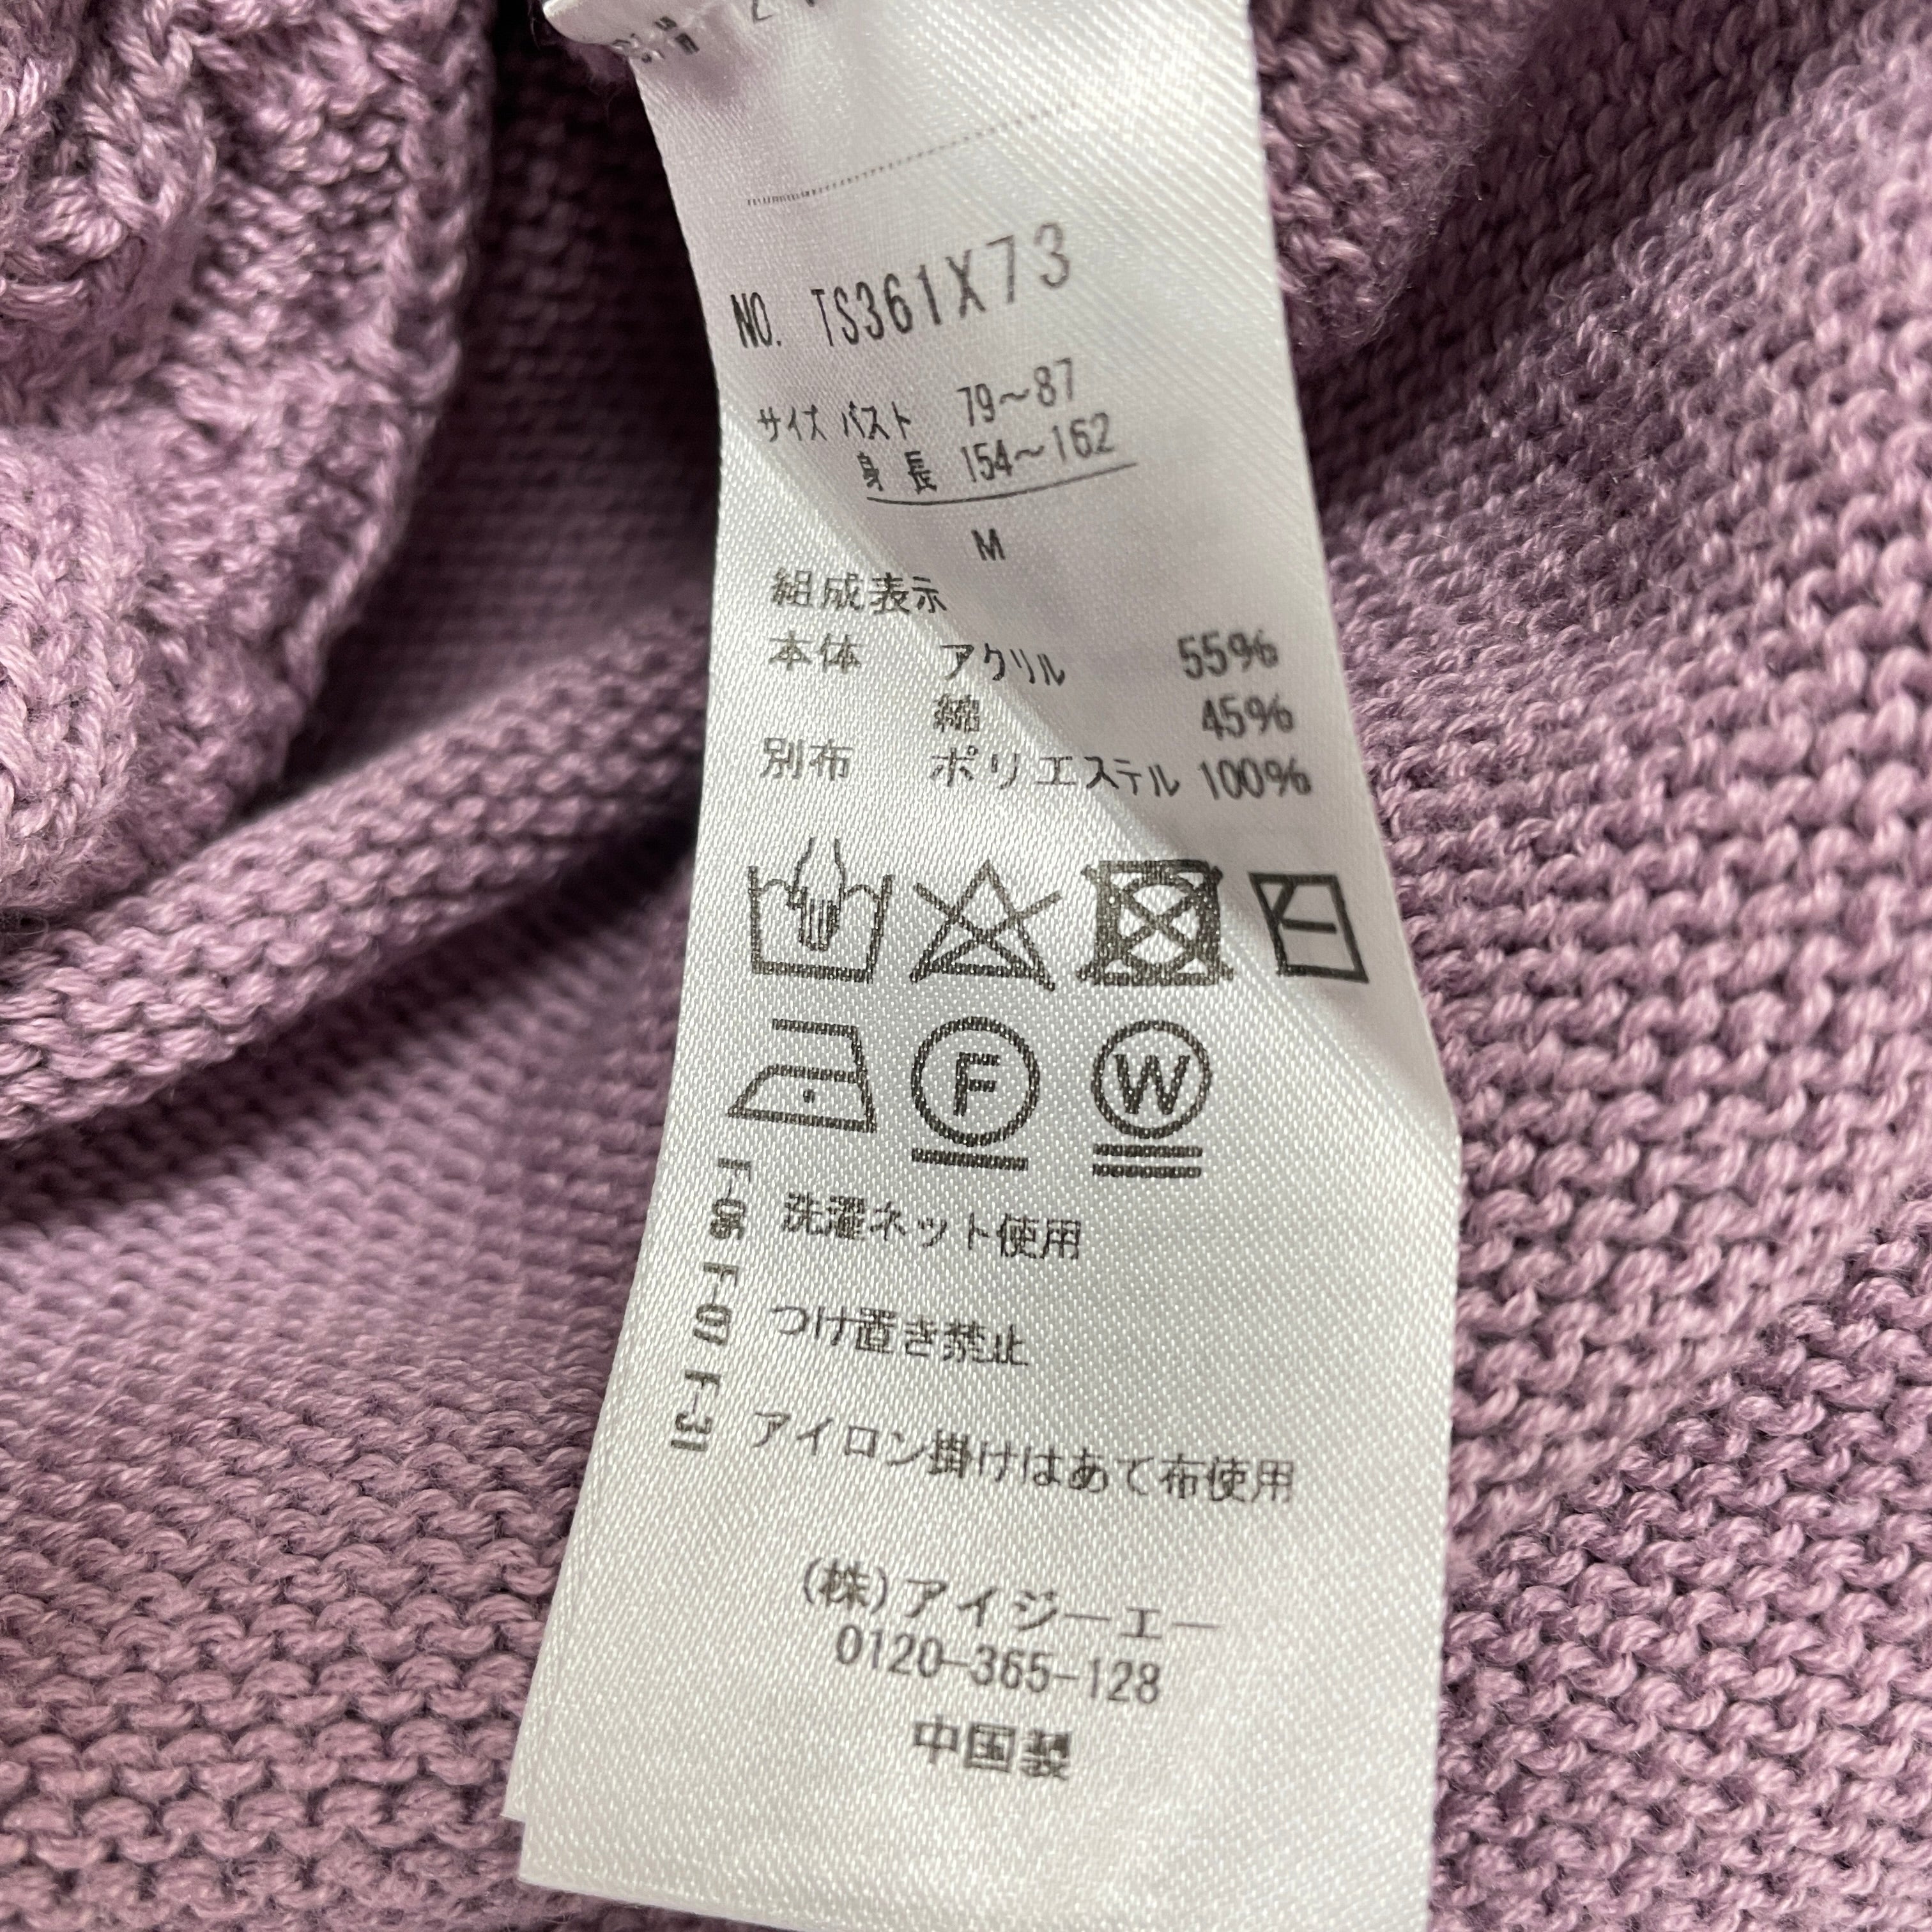 NO. TS361X73
サイズ バスト 79～87
身長 154～162
M
組成表示
本体 アクリル 55%
綿 45%
別布 ポリエステル 100%
F
W
洗濯ネット使用
つけ置き禁止
アイロン掛けはあて布使用
F-06 F-07 F-31
(株)アイジーエー
0120-365-128
中国製